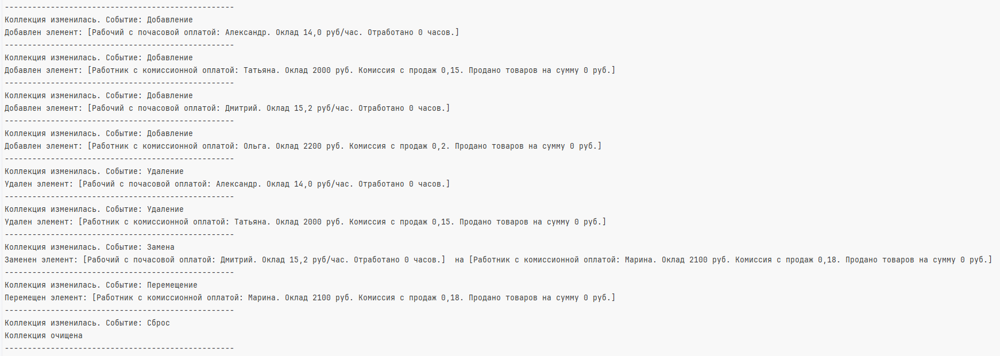 --------------------------------------------------
Коллекция изменилась. Событие: Добавление
Добавлен элемент: [Рабочий с почасовой оплатой: Александр. Оклад 14,0 руб/час. Отработано 0 часов.]
--------------------------------------------------
Коллекция изменилась. Событие: Добавление
Добавлен элемент: [Работник с комиссионной оплатой: Татьяна. Оклад 2000 руб. Комиссия с продаж 0,15. Продано товаров на сумму 0 руб.]
--------------------------------------------------
Коллекция изменилась. Событие: Добавление
Добавлен элемент: [Рабочий с почасовой оплатой: Дмитрий. Оклад 15,2 руб/час. Отработано 0 часов.]
--------------------------------------------------
Коллекция изменилась. Событие: Добавление
Добавлен элемент: [Работник с комиссионной оплатой: Ольга. Оклад 2200 руб. Комиссия с продаж 0,2. Продано товаров на сумму 0 руб.]
--------------------------------------------------
Коллекция изменилась. Событие: Удаление
Удален элемент: [Рабочий с почасовой оплатой: Александр. Оклад 14,0 руб/час. Отработано 0 часов.]
--------------------------------------------------
Коллекция изменилась. Событие: Удаление
Удален элемент: [Работник с комиссионной оплатой: Татьяна. Оклад 2000 руб. Комиссия с продаж 0,15. Продано товаров на сумму 0 руб.]
--------------------------------------------------
Коллекция изменилась. Событие: Замена
Заменен элемент: [Рабочий с почасовой оплатой: Дмитрий. Оклад 15,2 руб/час. Отработано 0 часов.]  на [Работник с комиссионной оплатой: Марина. Оклад 2100 руб. Комиссия с продаж 0,18. Продано товаров на сумму 0 руб.]
--------------------------------------------------
Коллекция изменилась. Событие: Перемещение
Перемещен элемент: [Работник с комиссионной оплатой: Марина. Оклад 2100 руб. Комиссия с продаж 0,18. Продано товаров на сумму 0 руб.]
--------------------------------------------------
Коллекция изменилась. Событие: Сброс
Коллекция очищена
--------------------------------------------------